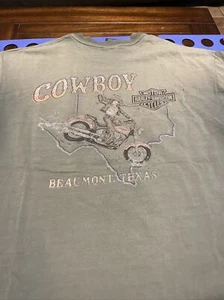 COWBOY
MOTOR
HARLEY-DAVIDSON
CYCLES
BEAUMONT, TEXAS